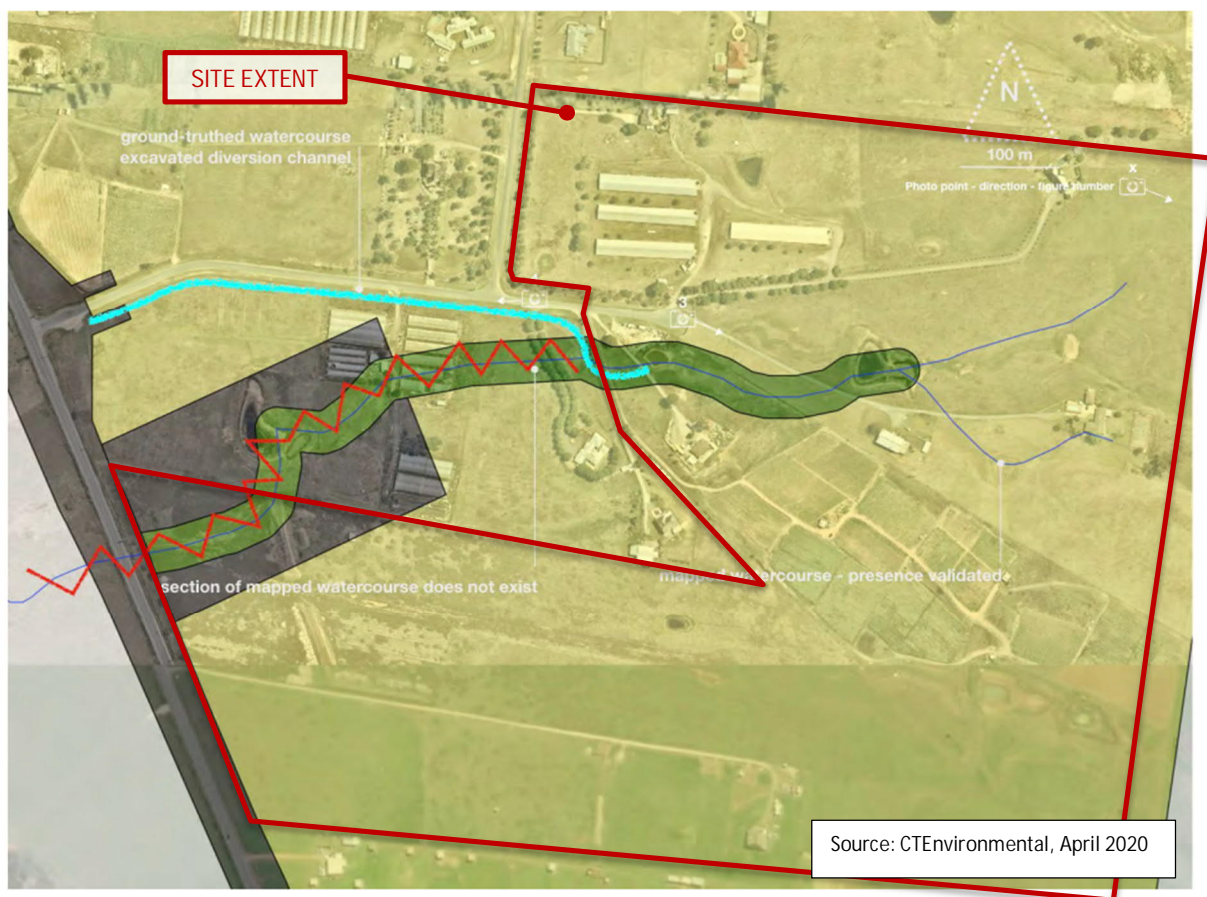 SITE EXTENT
N
ground-truthed watercourse
excavated diversion channel
100 m
x
Photo point - direction - figure number
3
section of mapped watercourse does not exist
mapped watercourse - presence validated
Source: CTEnvironmental, April 2020